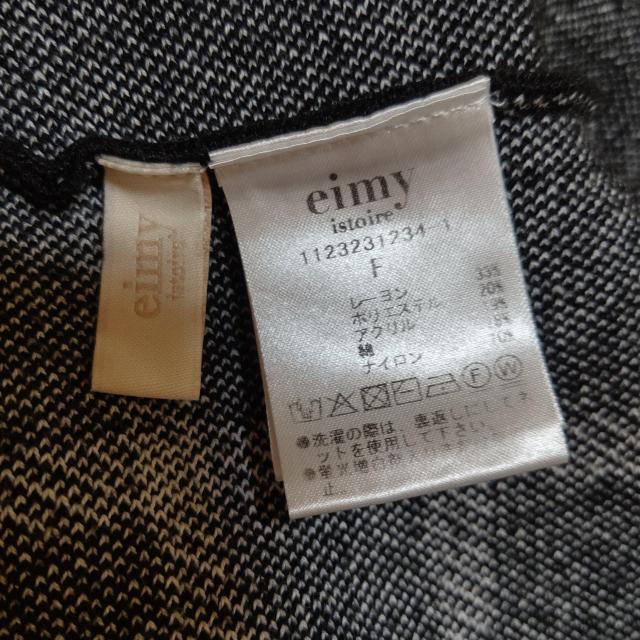 eimy
istoire
eimy
istoire
1123231234-1
F
レーヨン
ポリエステル
アクリル
綿
ナイロン
Ⓕ Ⓦ
●洗濯の際は 裏返しにしてネ
ットを使用して下さい。
止